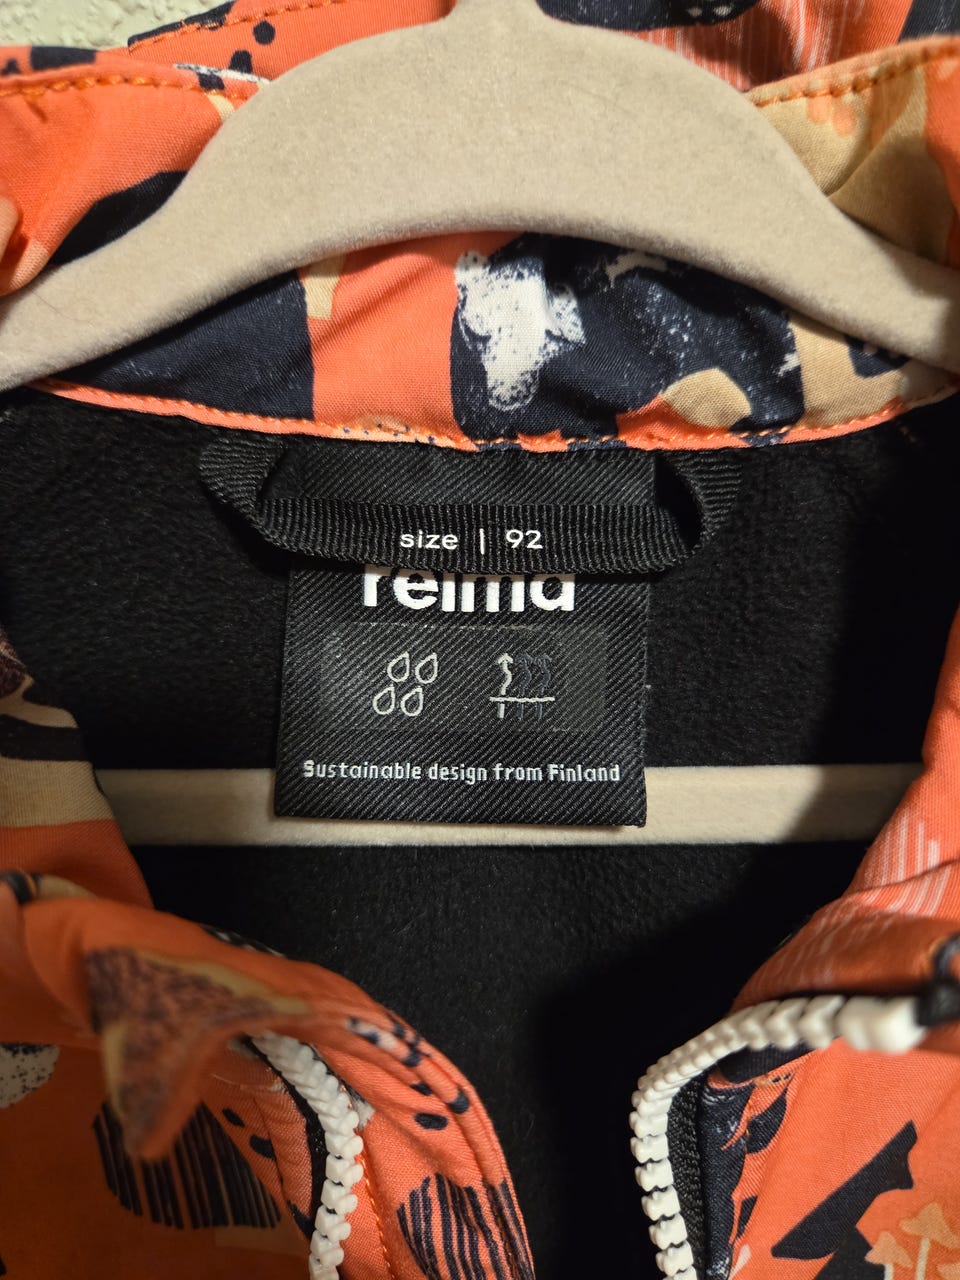 size | 92
reima
Sustainable design from Finland